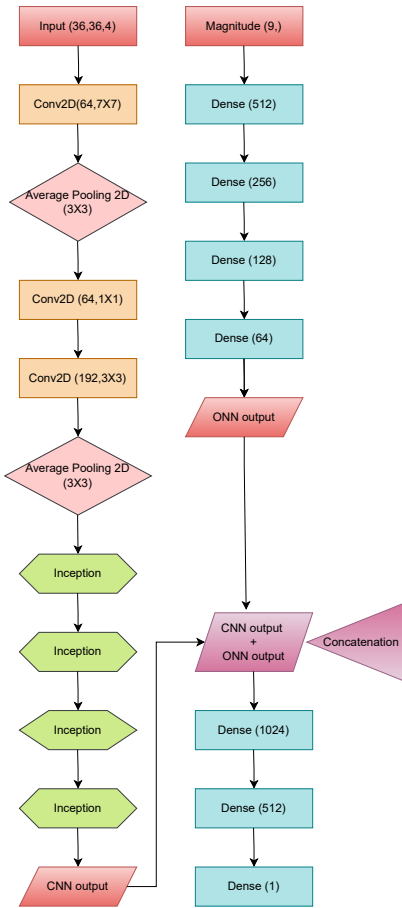 Input (36,36,4)
Conv2D(64,7X7)
Average Pooling 2D
(3X3)
Conv2D (64,1X1)
Conv2D (192,3X3)
Average Pooling 2D
(3X3)
Inception
Inception
Inception
Inception
CNN output
Magnitude (9,)
Dense (512)
Dense (256)
Dense (128)
Dense (64)
ONN output
CNN output
+
ONN output
Concatenation
Dense (1024)
Dense (512)
Dense (1)